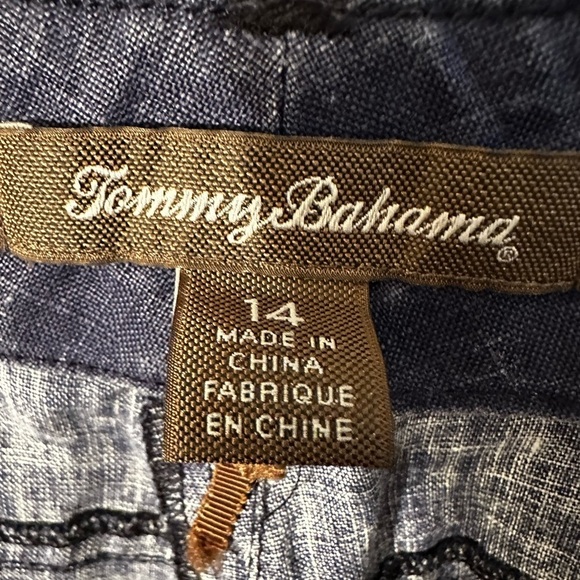 Tommy Bahama®
14
MADE IN
CHINA
FABRIQUE
EN CHINE